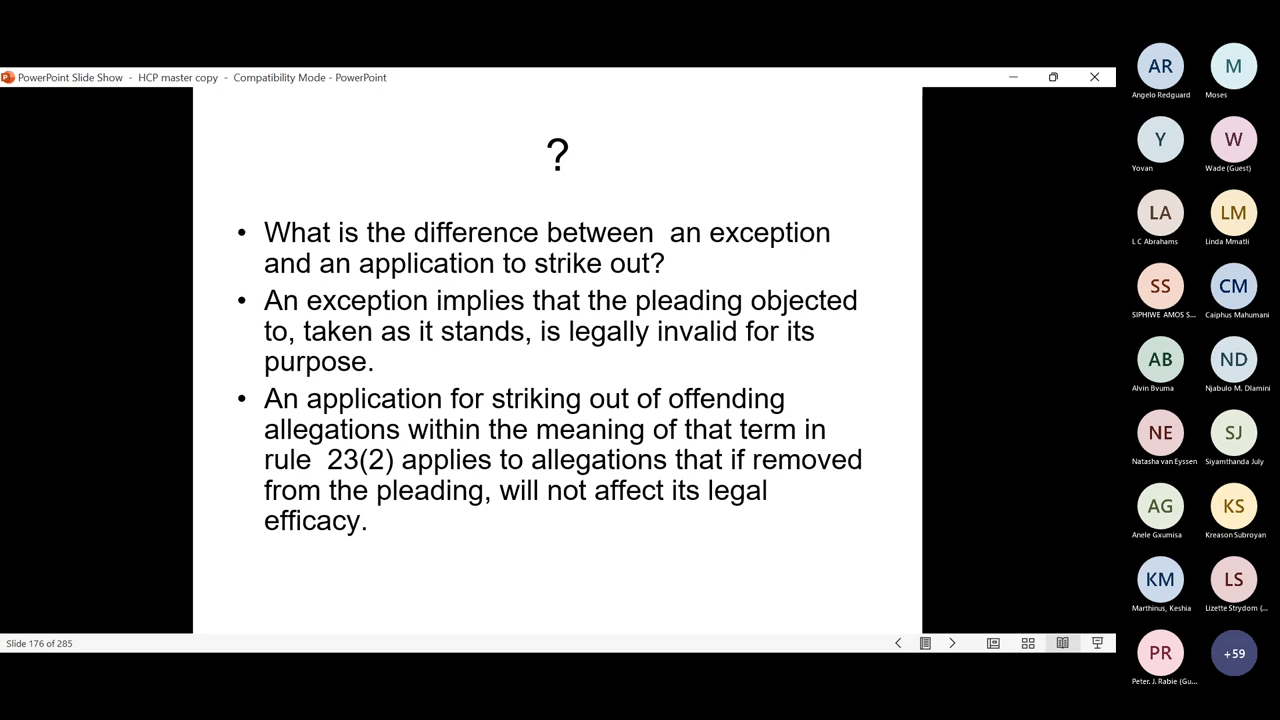 PowerPoint Slide Show - HCP master copy - Compatibility Mode - PowerPoint
?
• What is the difference between an exception
and an application to strike out?
• An exception implies that the pleading objected
to, taken as it stands, is legally invalid for its
purpose.
• An application for striking out of offending
allegations within the meaning of that term in
rule 23(2) applies to allegations that if removed
from the pleading, will not affect its legal
efficacy.
Slide 176 of 285
AR
Angelo Redguard
M
Moses
Y
Yovan
W
Wade (Guest)
LA
L C Abrahams
LM
Linda Mmatli
SS
SIPHIWE AMOS S...
CM
Caiphus Mahumani
AB
Alvin Bvuma
ND
Njabulo M. Dlamini
NE
Natasha van Eyssen
SJ
Siyamthanda July
AG
Anele Gxumisa
KS
Kreason Subroyan
KM
Marthinus, Keshia
LS
Lizette Strydom (...
PR
Peter. J. Rabie (Gu...
+59